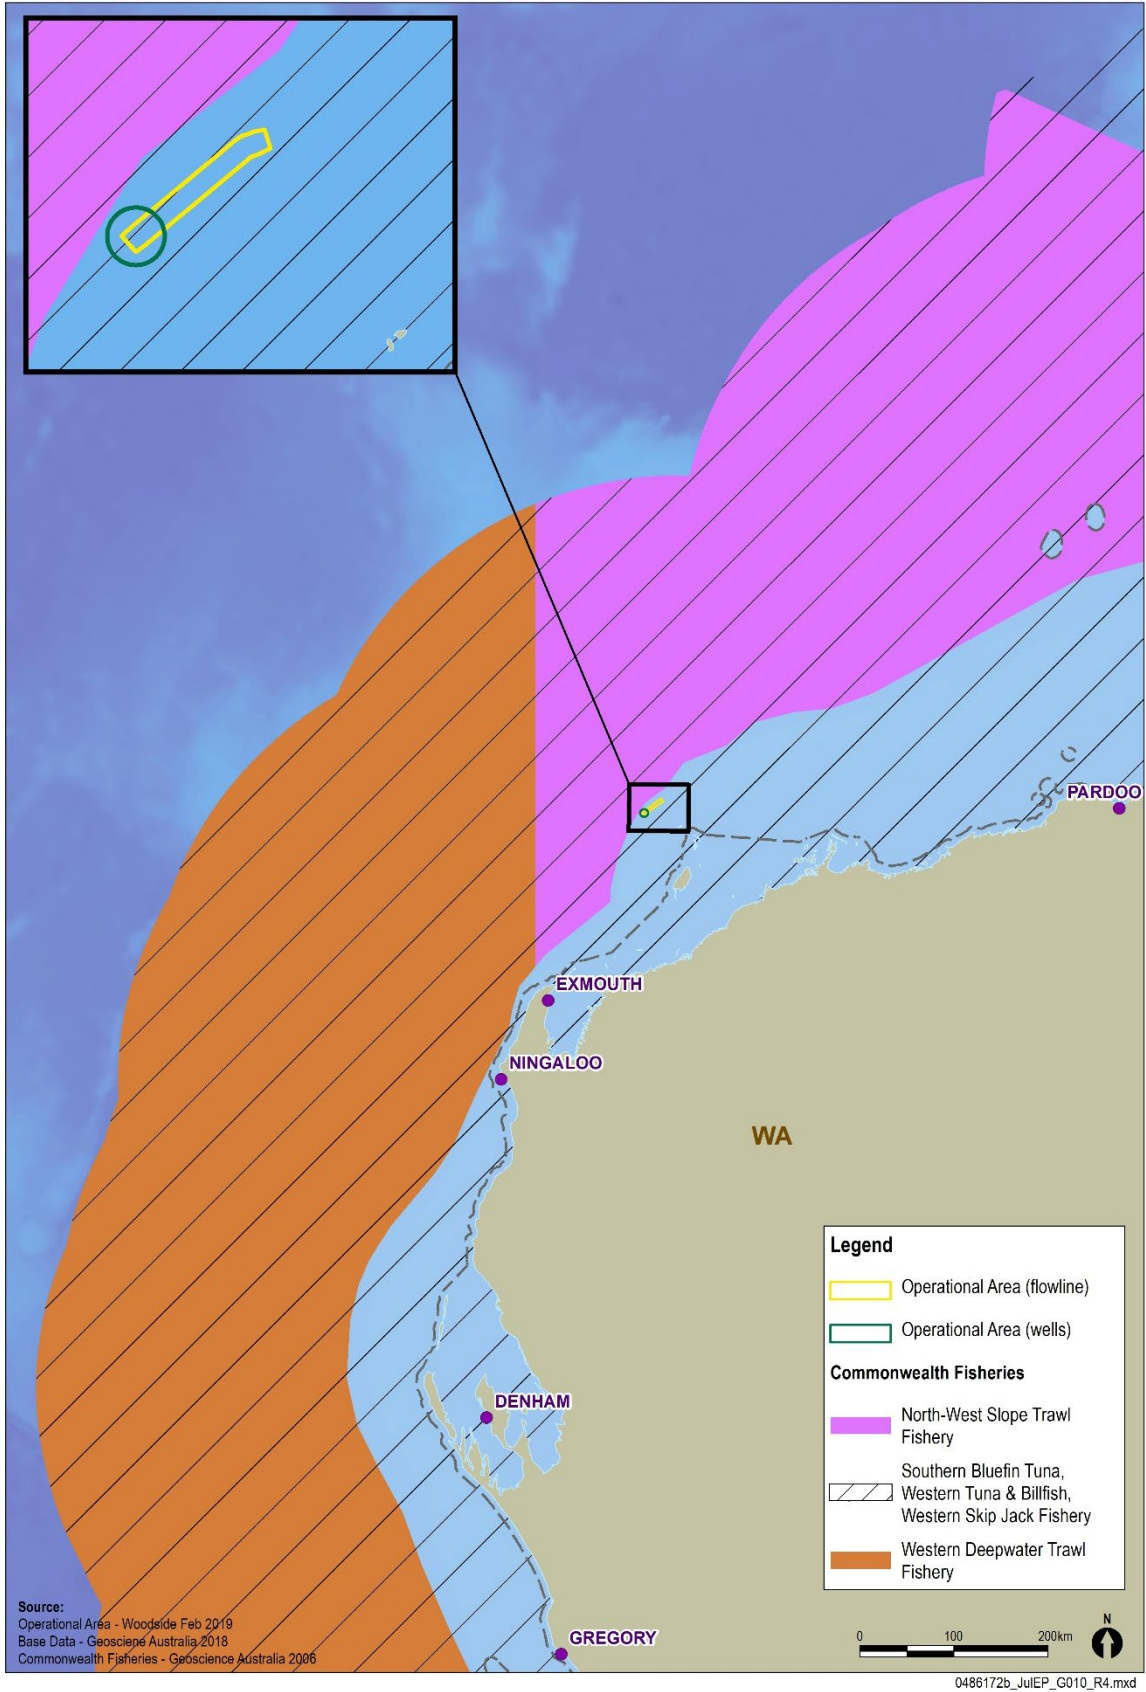 PARDOO
EXMOUTH
NINGALOO
WA
DENHAM
GREGORY
Legend
Operational Area (flowline)
Operational Area (wells)
Commonwealth Fisheries
North-West Slope Trawl
Fishery
Southern Bluefin Tuna,
Western Tuna & Billfish,
Western Skip Jack Fishery
Western Deepwater Trawl
Fishery
Source:
Operational Area - Woodside Feb 2019
Base Data - Geosciene Australia 2018
Commonwealth Fisheries - Geoscience Australia 2006
0 100 200km
N
0486172b_JulEP_G010_R4.mxd